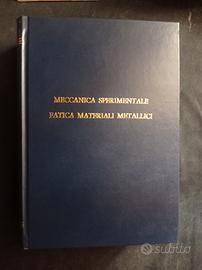 MECCANICA SPERIMENTALE
FATICA MATERIALI METALLICI
subito